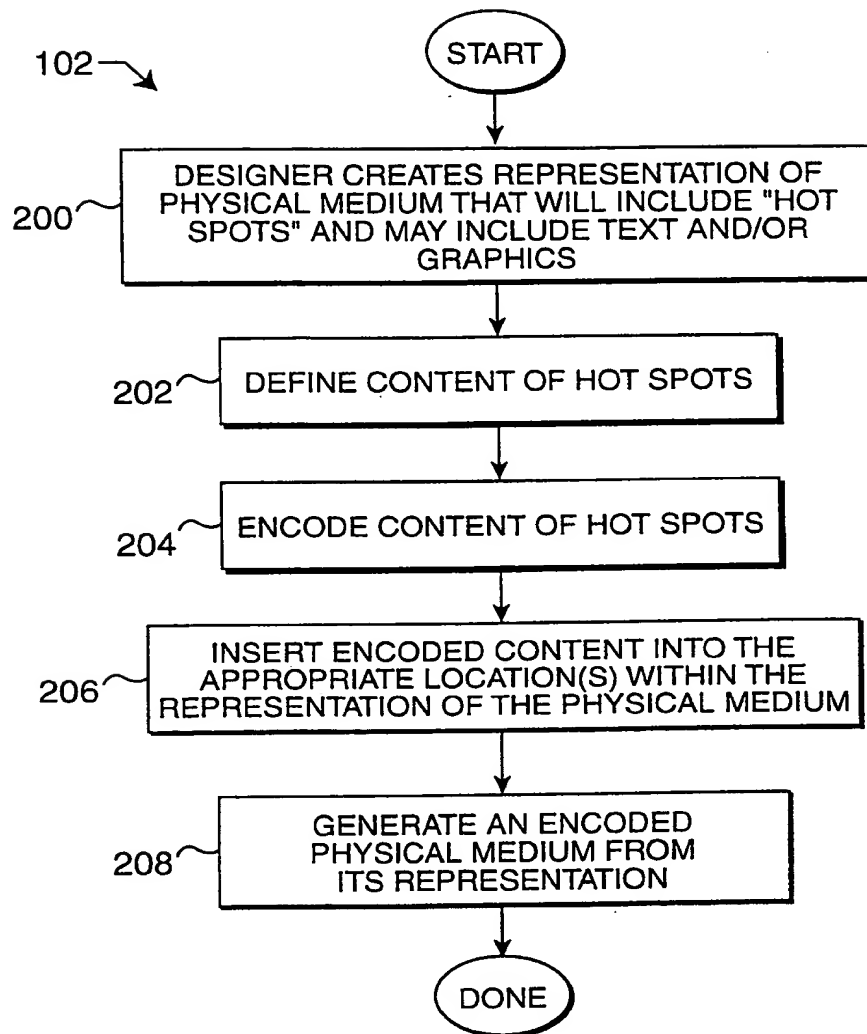 START
102
DESIGNER CREATES REPRESENTATION OF
PHYSICAL MEDIUM THAT WILL INCLUDE "HOT
SPOTS" AND MAY INCLUDE TEXT AND/OR
GRAPHICS
200
DEFINE CONTENT OF HOT SPOTS
202
ENCODE CONTENT OF HOT SPOTS
204
INSERT ENCODED CONTENT INTO THE
APPROPRIATE LOCATION(S) WITHIN THE
REPRESENTATION OF THE PHYSICAL MEDIUM
206
GENERATE AN ENCODED
PHYSICAL MEDIUM FROM
ITS REPRESENTATION
208
DONE